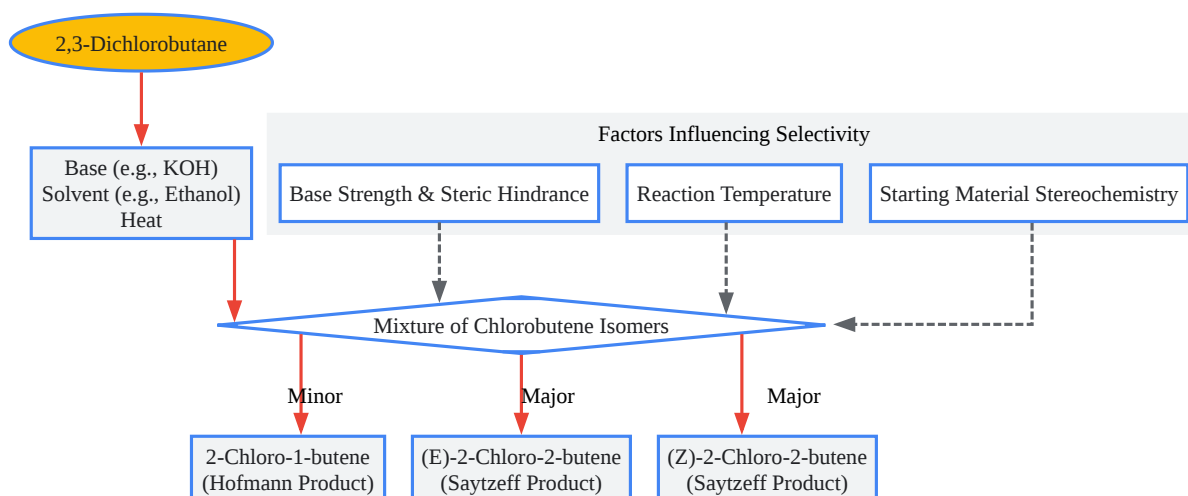 2,3-Dichlorobutane
Factors Influencing Selectivity
Base (e.g., KOH)
Solvent (e.g., Ethanol)
Heat
Base Strength & Steric Hindrance
Reaction Temperature
Starting Material Stereochemistry
Mixture of Chlorobutene Isomers
Minor
Major
Major
2-Chloro-1-butene
(Hofmann Product)
(E)-2-Chloro-2-butene
(Saytzeff Product)
(Z)-2-Chloro-2-butene
(Saytzeff Product)